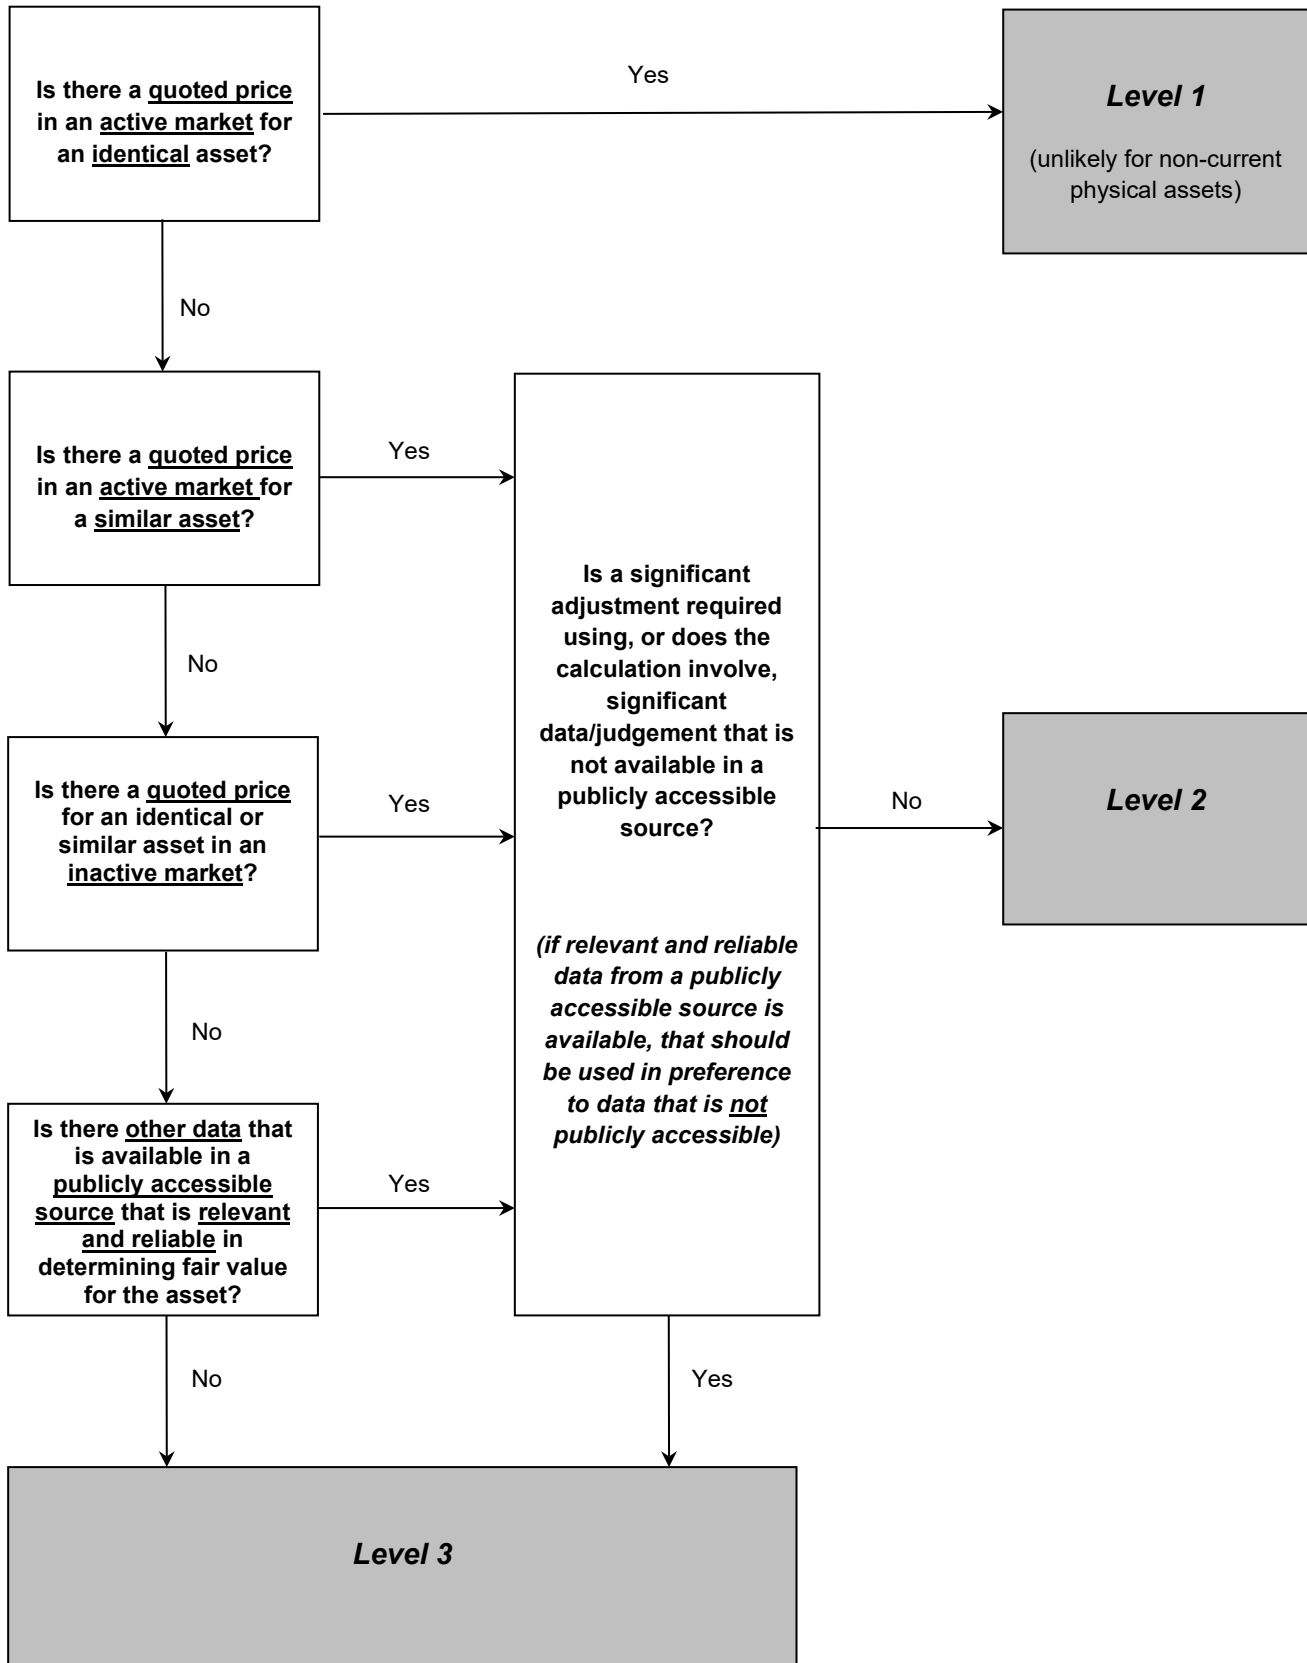 Is there a quoted price
in an active market for
an identical asset?
Yes
Level 1
(unlikely for non-current
physical assets)
No
Is there a quoted price
in an active market for
a similar asset?
Yes
No
Is there a quoted price
for an identical or
similar asset in an
inactive market?
Yes
No
Is there other data that
is available in a
publicly accessible
source that is relevant
and reliable in
determining fair value
for the asset?
Yes
No
Is a significant
adjustment required
using, or does the
calculation involve,
significant
data/judgement that is
not available in a
publicly accessible
source?
(if relevant and reliable
data from a publicly
accessible source is
available, that should
be used in preference
to data that is not
publicly accessible)
No
Level 2
Yes
Level 3